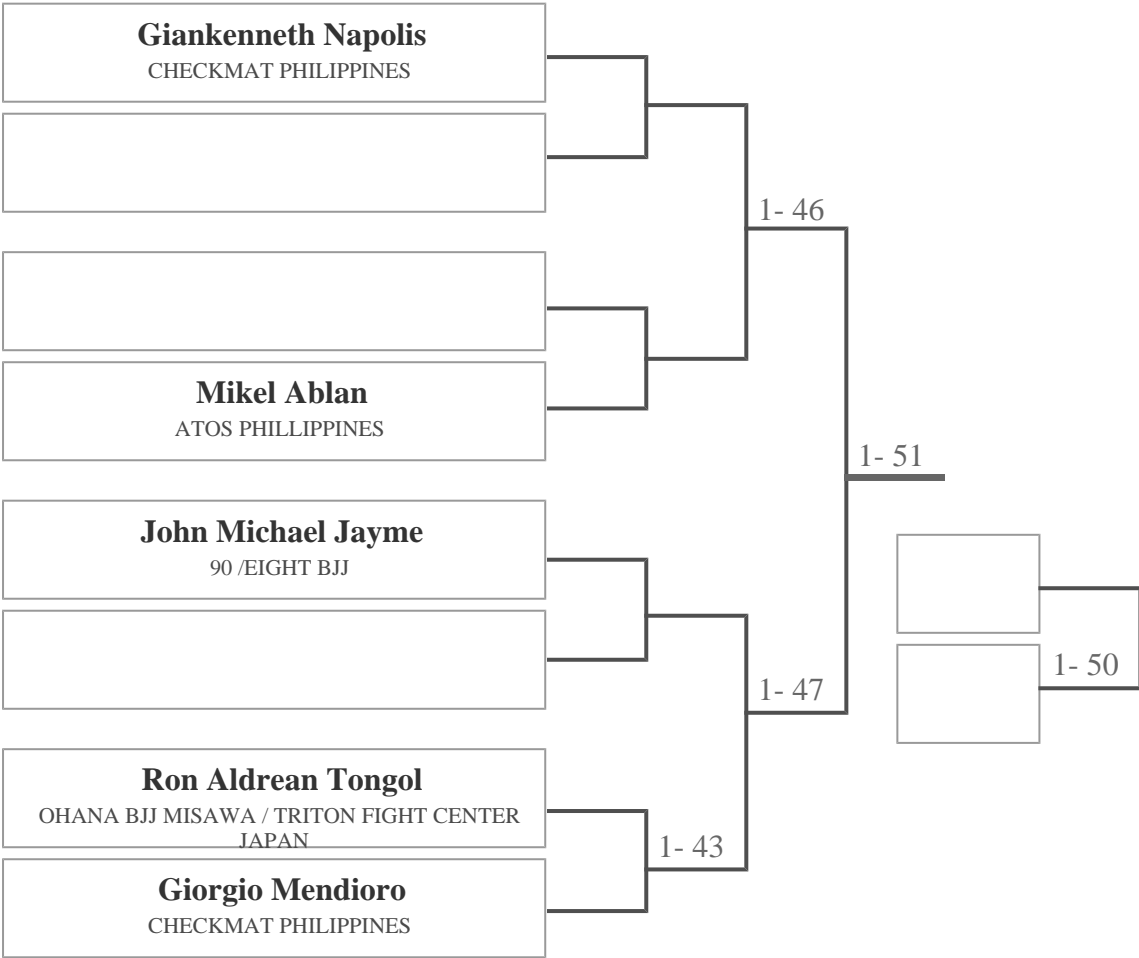 Giankenneth Napolis
CHECKMAT PHILIPPINES
1- 46
Mikel Ablan
ATOS PHILLIPPINES
1- 51
John Michael Jayme
90 /EIGHT BJJ
1- 50
1- 47
Ron Aldrean Tongol
OHANA BJJ MISAWA / TRITON FIGHT CENTER
JAPAN
1- 43
Giorgio Mendioro
CHECKMAT PHILIPPINES